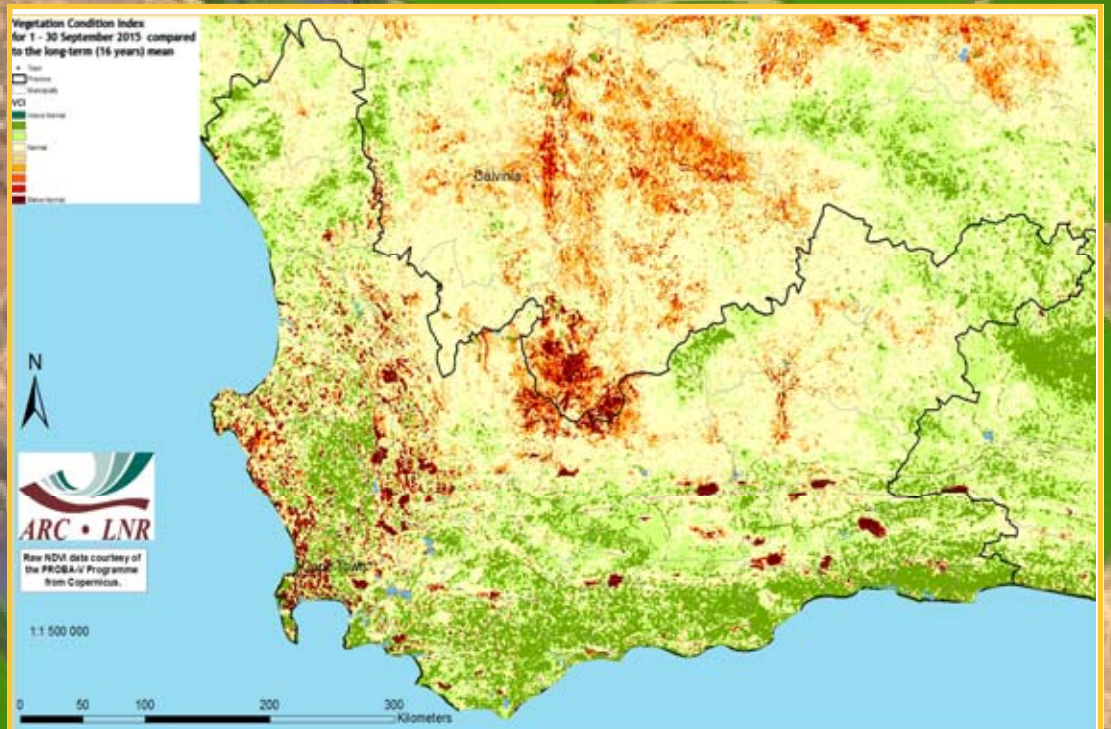 Vegetation Condition Index
for 1 - 30 September 2015 compared
to the long-term (16 years) mean
Town
Province
Municipality
VCI
Above Normal
Normal
Below Normal
Calvinia
N
ARC • LNR
Raw NDVI data courtesy of
the PROBA-V Programme
from Copernicus.
Cape Town
1:1 500 000
0 50 100 200 300
Kilometers